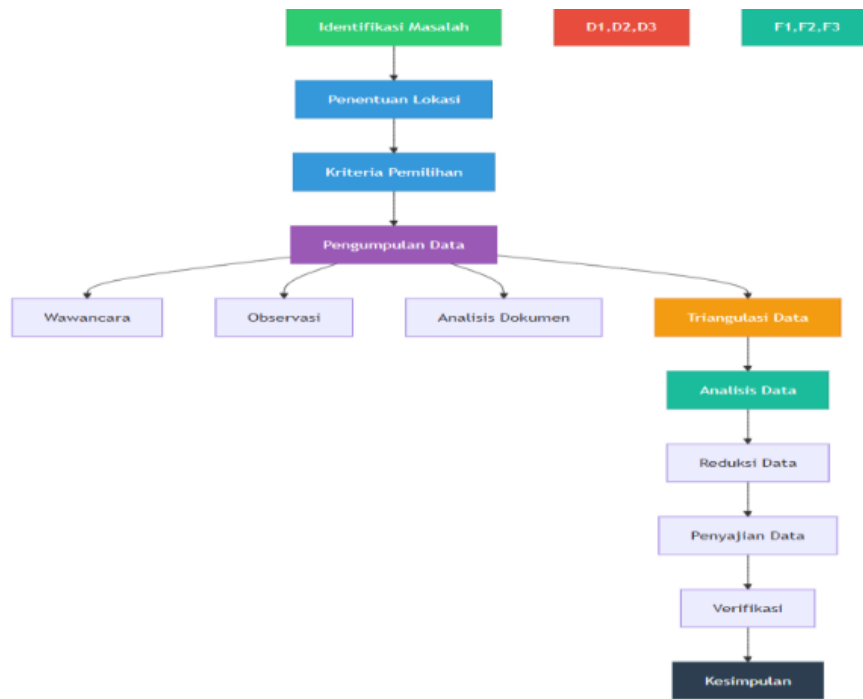 Identifikasi Masalah
D1,D2,D3
F1,F2,F3
Penentuan Lokasi
Kriteria Pemilihan
Pengumpulan Data
Wawancara
Observasi
Analisis Dokumen
Triangulasi Data
Analisis Data
Reduksi Data
Penyajian Data
Verifikasi
Kesimpulan